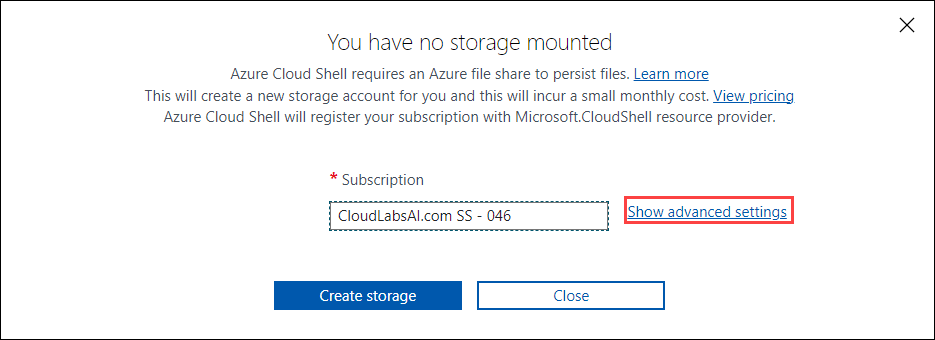 You have no storage mounted
Azure Cloud Shell requires an Azure file share to persist files. Learn more
This will create a new storage account for you and this will incur a small monthly cost. View pricing
Azure Cloud Shell will register your subscription with Microsoft.CloudShell resource provider.
* Subscription
CloudLabsAI.com SS - 046
Show advanced settings
Create storage
Close